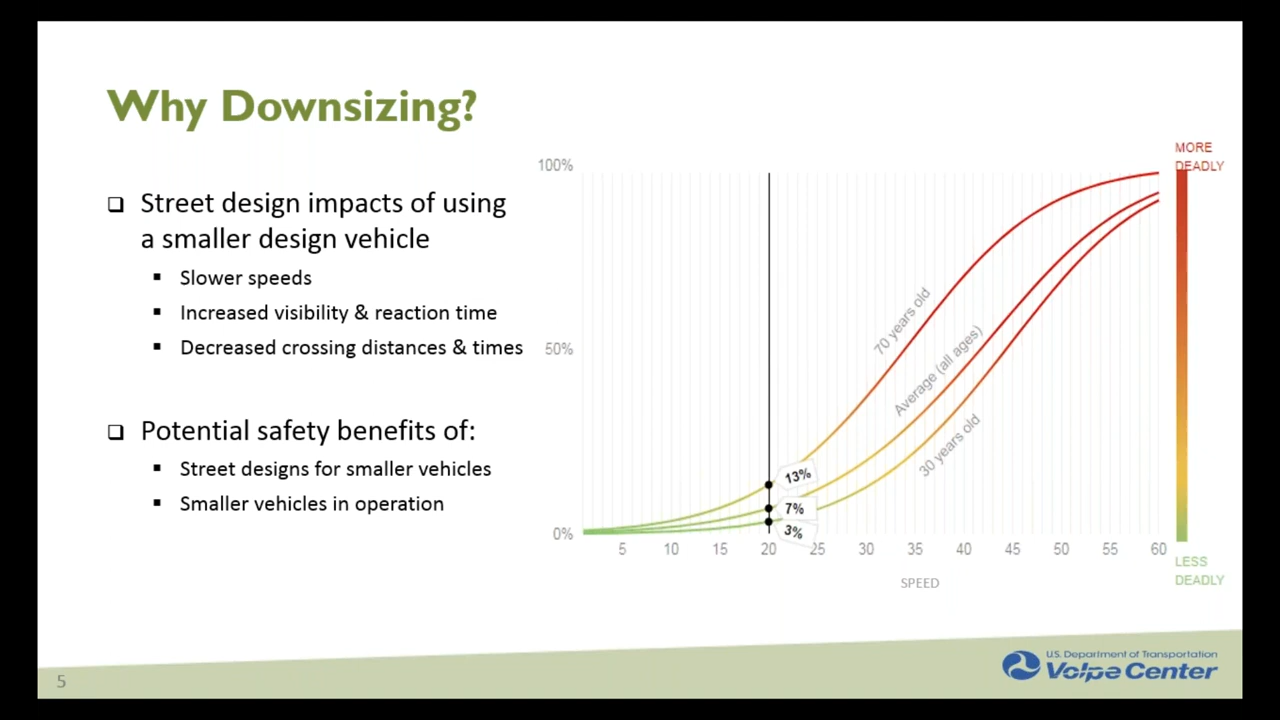 Why Downsizing?
Street design impacts of using
a smaller design vehicle
Slower speeds
Increased visibility & reaction time
Decreased crossing distances & times
Potential safety benefits of:
Street designs for smaller vehicles
Smaller vehicles in operation
100%
50%
0%
70 years old
Average (all ages)
30 years old
13%
7%
3%
5 10 15 20 25 30 35 40 45 50 55 60
SPEED
MORE
DEADLY
LESS
DEADLY
5
U.S. Department of Transportation
Volpe Center